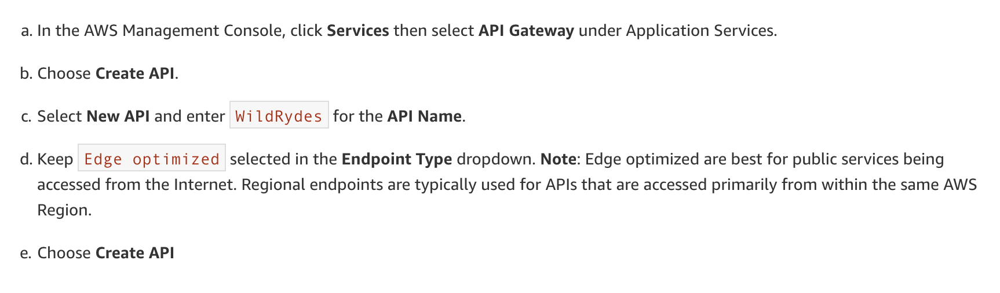 a. In the AWS Management Console, click Services then select API Gateway under Application Services.
b. Choose Create API.
c. Select New API and enter WildRydes for the API Name.
d. Keep Edge optimized selected in the Endpoint Type dropdown. Note: Edge optimized are best for public services being
accessed from the Internet. Regional endpoints are typically used for APIs that are accessed primarily from within the same AWS
Region.
e. Choose Create API